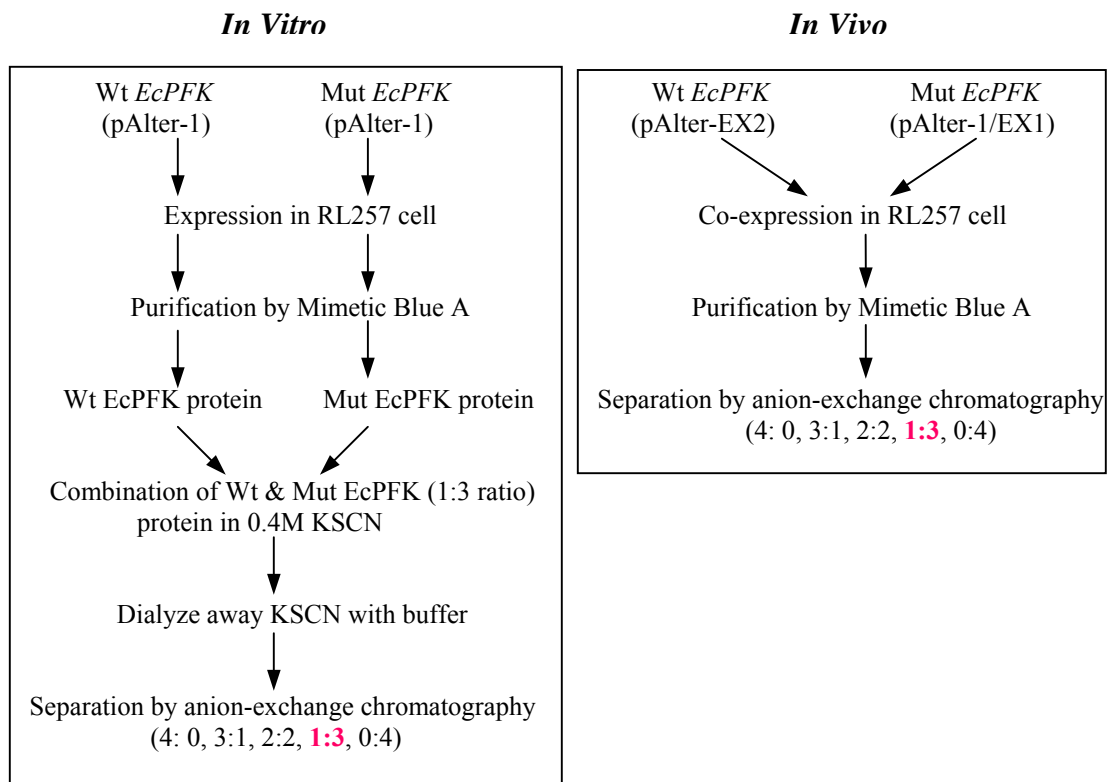 In Vitro
Wt EcPFK
(pAlter-1)
Mut EcPFK
(pAlter-1)
Expression in RL257 cell
Purification by Mimetic Blue A
Wt EcPFK protein
Mut EcPFK protein
Combination of Wt & Mut EcPFK (1:3 ratio)
protein in 0.4M KSCN
Dialyze away KSCN with buffer
Separation by anion-exchange chromatography
(4: 0, 3:1, 2:2, 1:3, 0:4)
In Vivo
Wt EcPFK
(pAlter-EX2)
Mut EcPFK
(pAlter-1/EX1)
Co-expression in RL257 cell
Purification by Mimetic Blue A
Separation by anion-exchange chromatography
(4: 0, 3:1, 2:2, 1:3, 0:4)